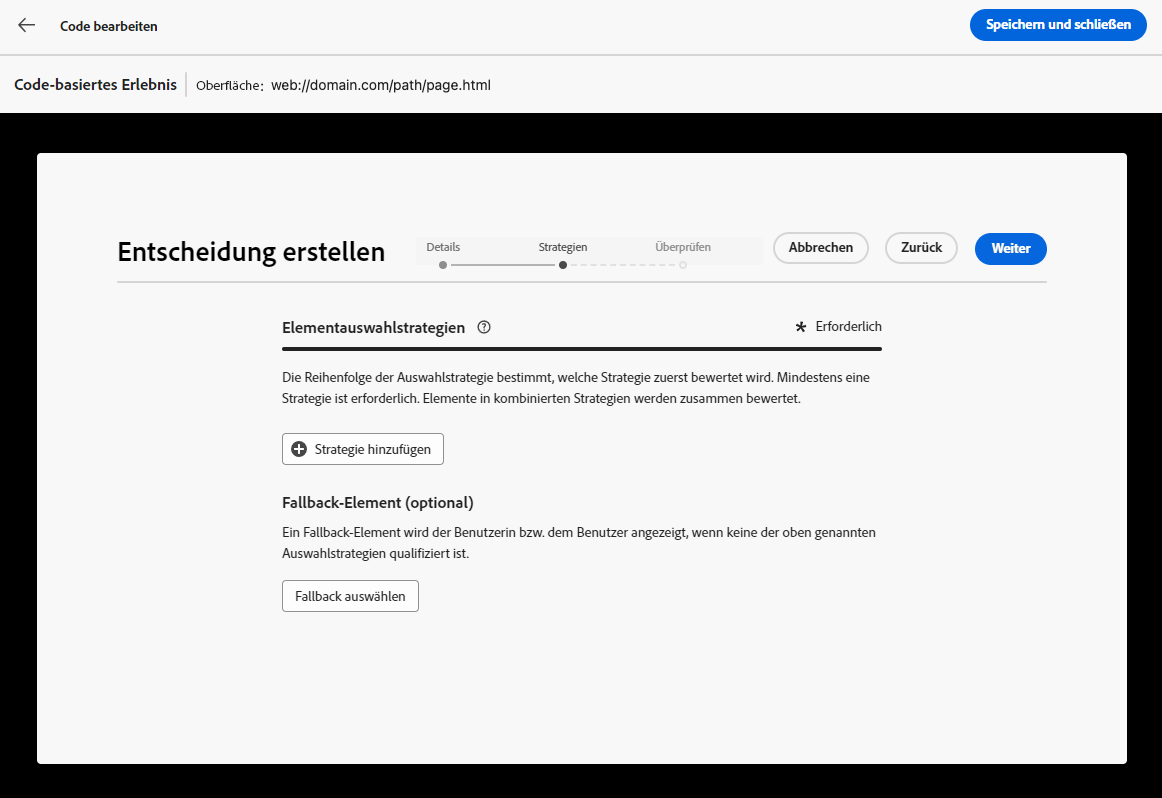 Code bearbeiten
Speichern und schließen
Code-basiertes Erlebnis
Oberfläche: web://domain.com/path/page.html
Entscheidung erstellen
Details
Strategien
Überprüfen
Abbrechen
Zurück
Weiter
Elementauswahlstrategien
* Erforderlich
Die Reihenfolge der Auswahlstrategie bestimmt, welche Strategie zuerst bewertet wird. Mindestens eine
Strategie ist erforderlich. Elemente in kombinierten Strategien werden zusammen bewertet.
Strategie hinzufügen
Fallback-Element (optional)
Ein Fallback-Element wird der Benutzerin bzw. dem Benutzer angezeigt, wenn keine der oben genannten
Auswahlstrategien qualifiziert ist.
Fallback auswählen